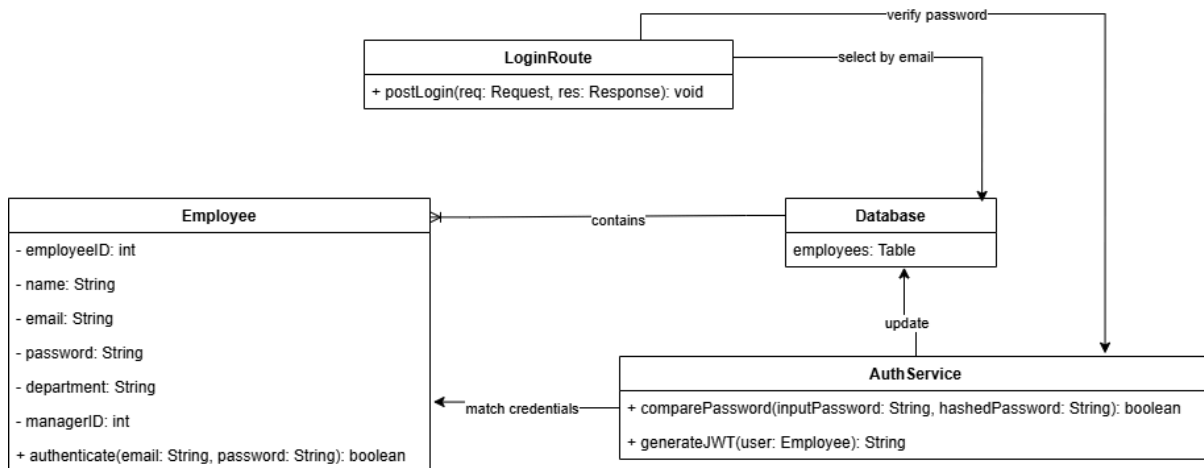 verify password
LoginRoute
select by email
+ postLogin(req: Request, res: Response): void
Employee
- employeeID: int
- name: String
- email: String
- password: String
- department: String
- managerID: int
+ authenticate(email: String, password: String): boolean
contains
Database
employees: Table
update
match credentials
AuthService
+ comparePassword(inputPassword: String, hashedPassword: String): boolean
+ generateJWT(user: Employee): String